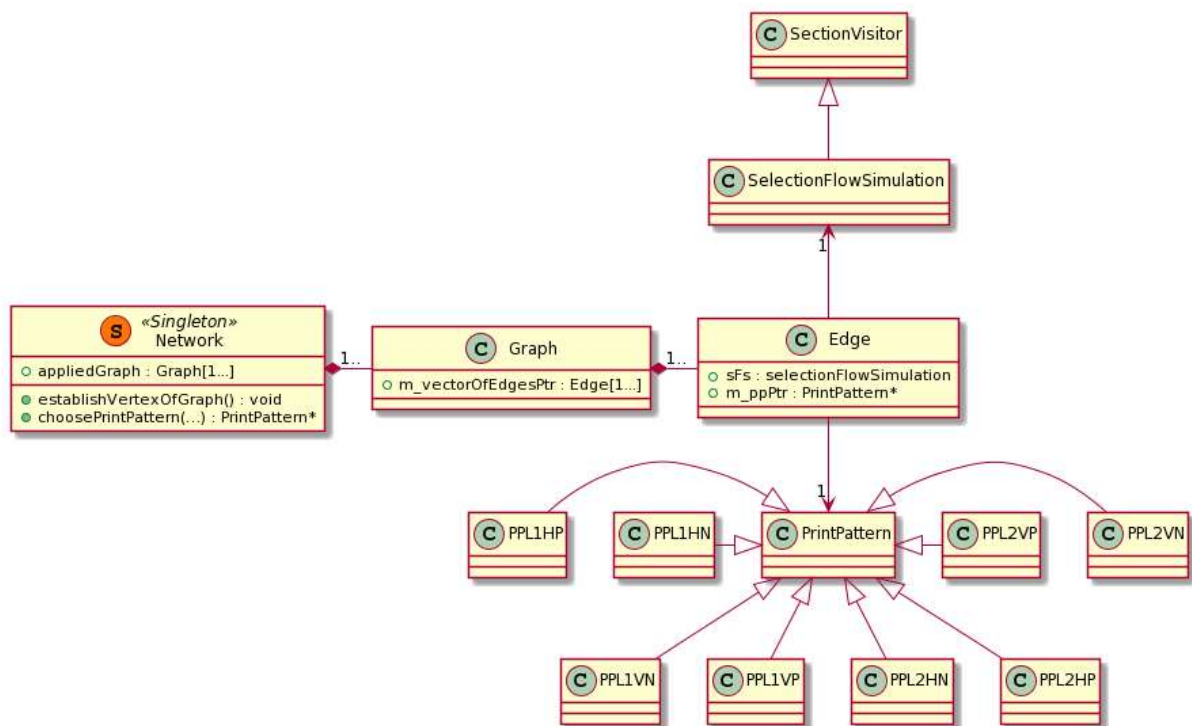 C SectionVisitor
C SelectionFlowSimulation
1
S «Singleton»
Network
appliedGraph : Graph[1...]
establishVertexOfGraph() : void
choosePrintPattern(...) : PrintPattern*
1..
C Graph
m_vectorOfEdgesPtr : Edge[1...]
1..
C Edge
sFs : selectionFlowSimulation
m_ppPtr : PrintPattern*
1
C PPL1HP
C PPL1HN
C PrintPattern
C PPL2VP
C PPL2VN
C PPL1VN
C PPL1VP
C PPL2HN
C PPL2HP